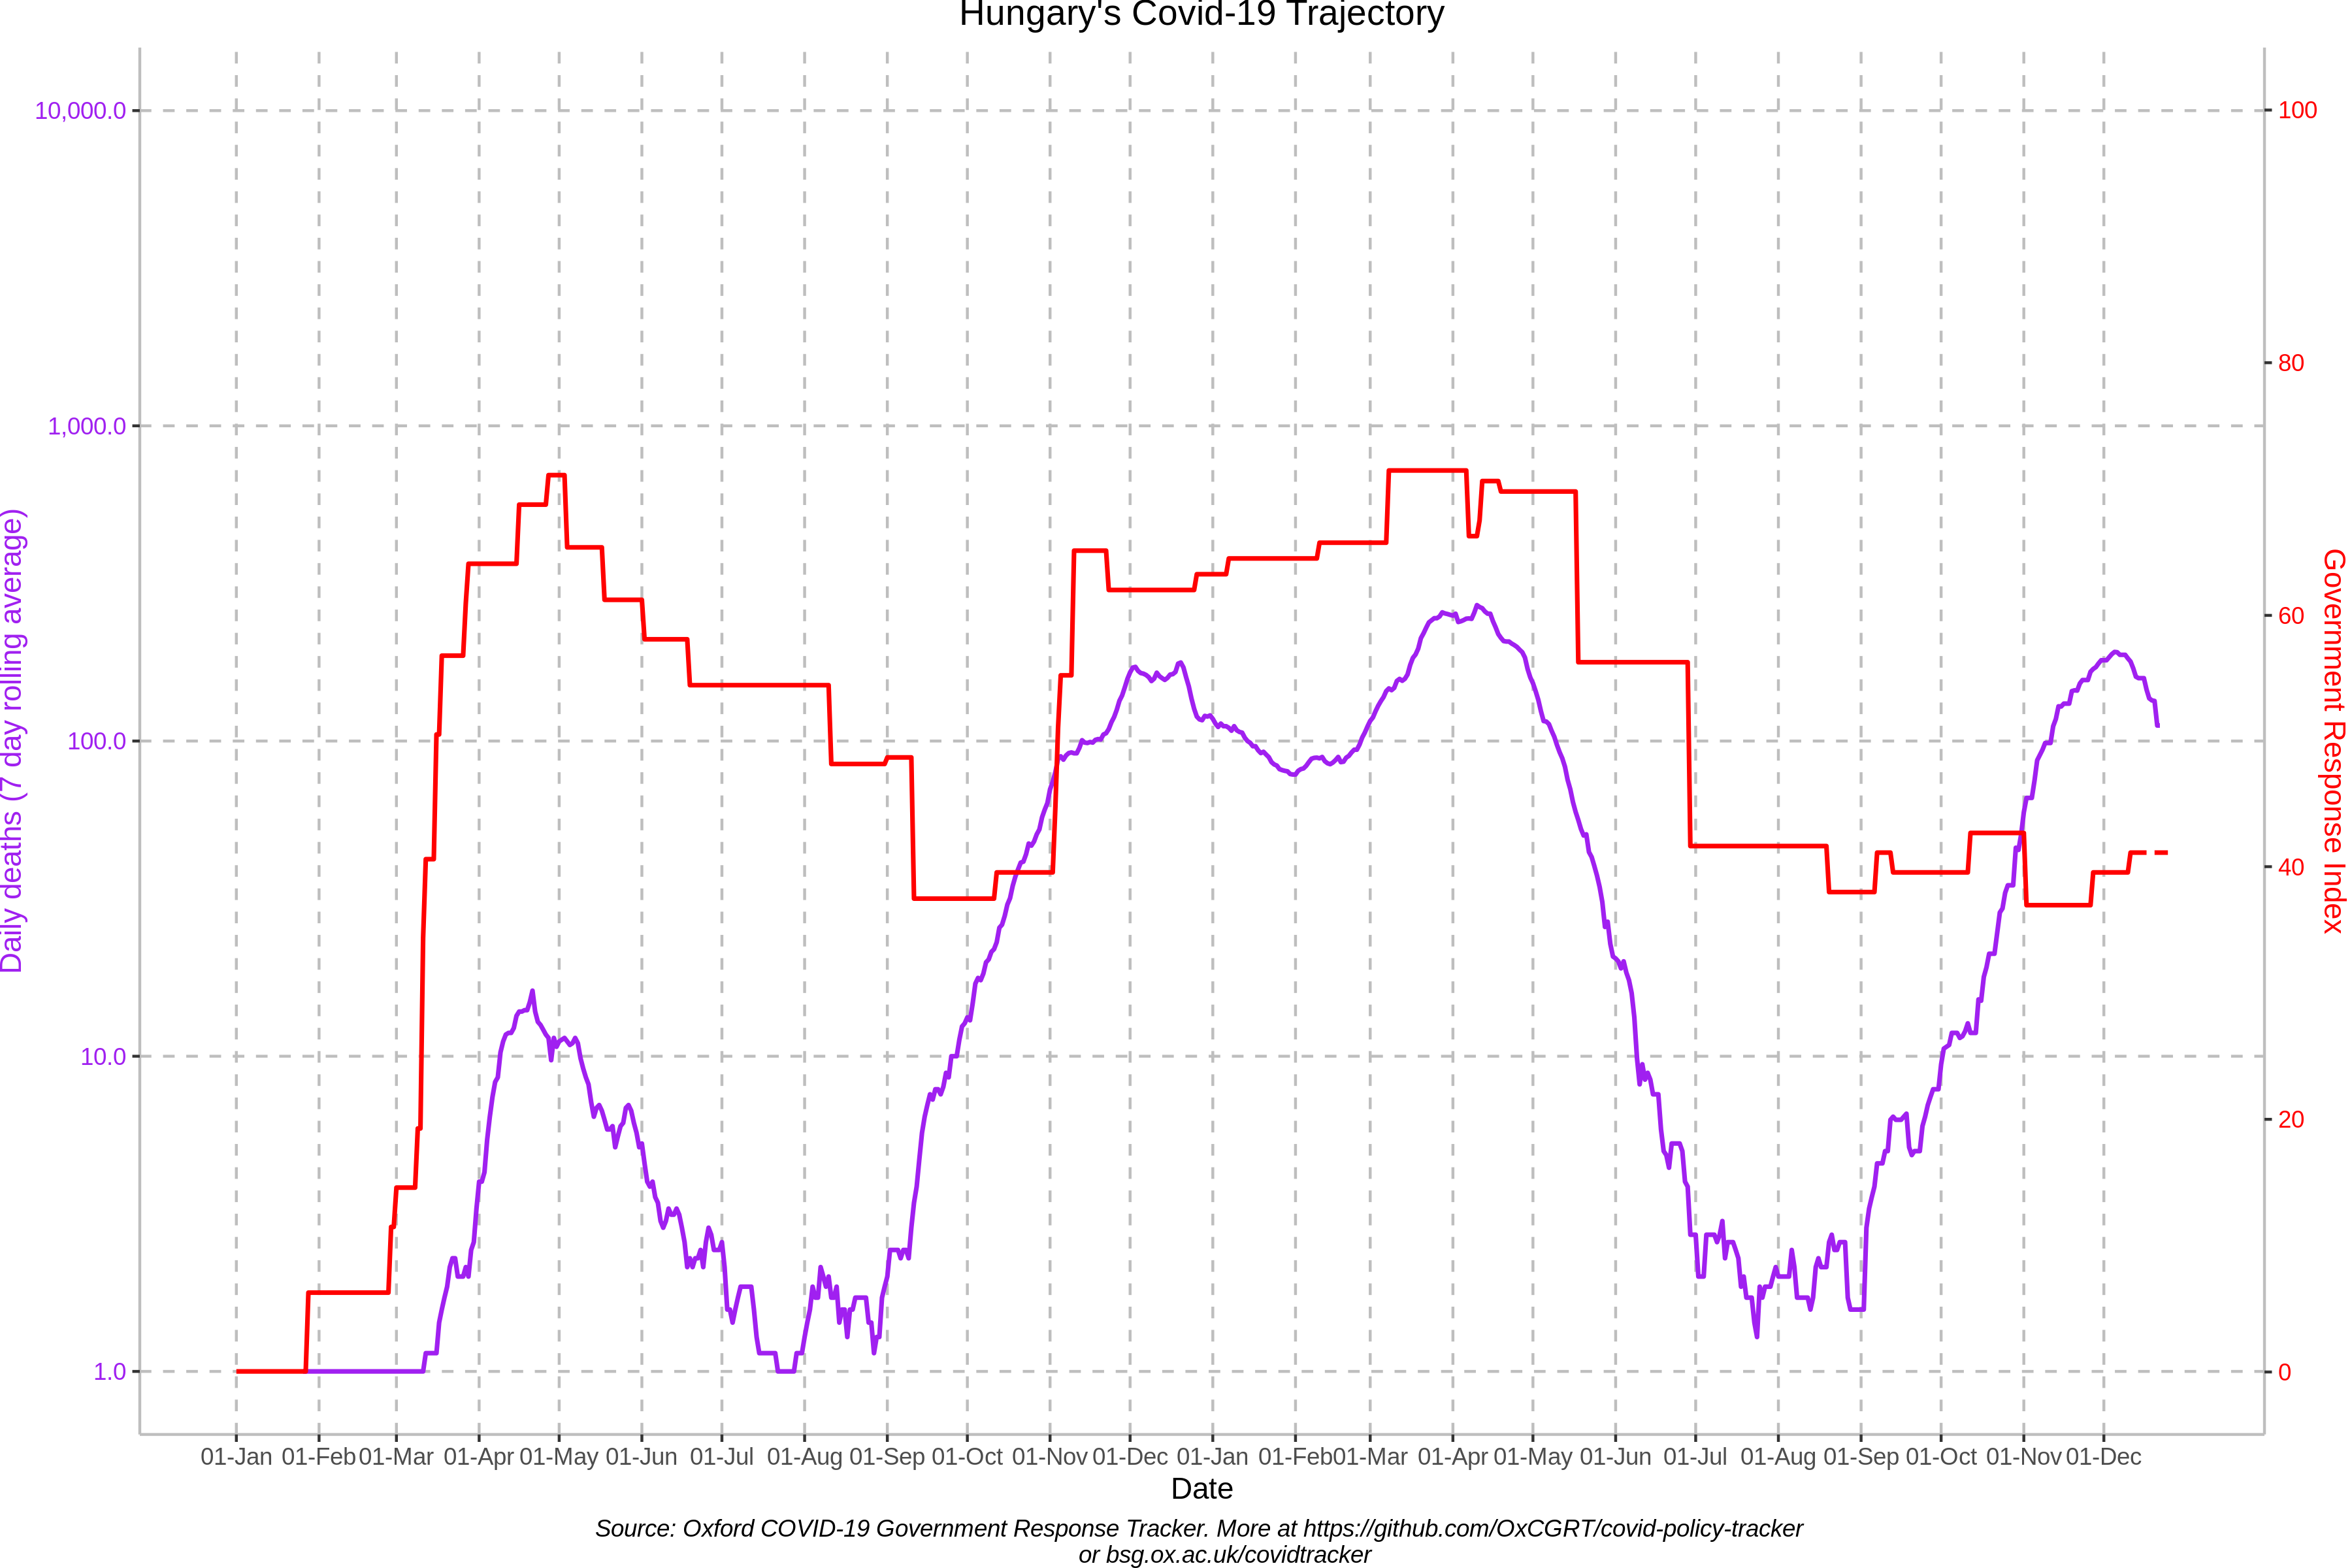 Hungary's Covid-19 Trajectory
10,000.0
1,000.0
100.0
10.0
1.0
Daily deaths (7 day rolling average)
100
80
60
40
20
0
Government Response Index
01-Jan 01-Feb 01-Mar 01-Apr 01-May 01-Jun 01-Jul 01-Aug 01-Sep 01-Oct 01-Nov 01-Dec 01-Jan 01-Feb 01-Mar 01-Apr 01-May 01-Jun 01-Jul 01-Aug 01-Sep 01-Oct 01-Nov 01-Dec
Date
Source: Oxford COVID-19 Government Response Tracker. More at https://github.com/OxCGRT/covid-policy-tracker
or bsg.ox.ac.uk/covidtracker